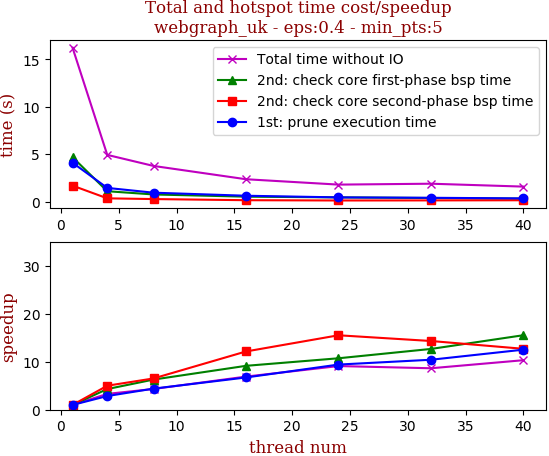 Total and hotspot time cost/speedup
webgraph_uk - eps:0.4 - min_pts:5
time (s)
15
10
5
0
Total time without IO
2nd: check core first-phase bsp time
2nd: check core second-phase bsp time
1st: prune execution time
0 5 10 15 20 25 30 35 40
speedup
30
20
10
0
0 5 10 15 20 25 30 35 40
thread num